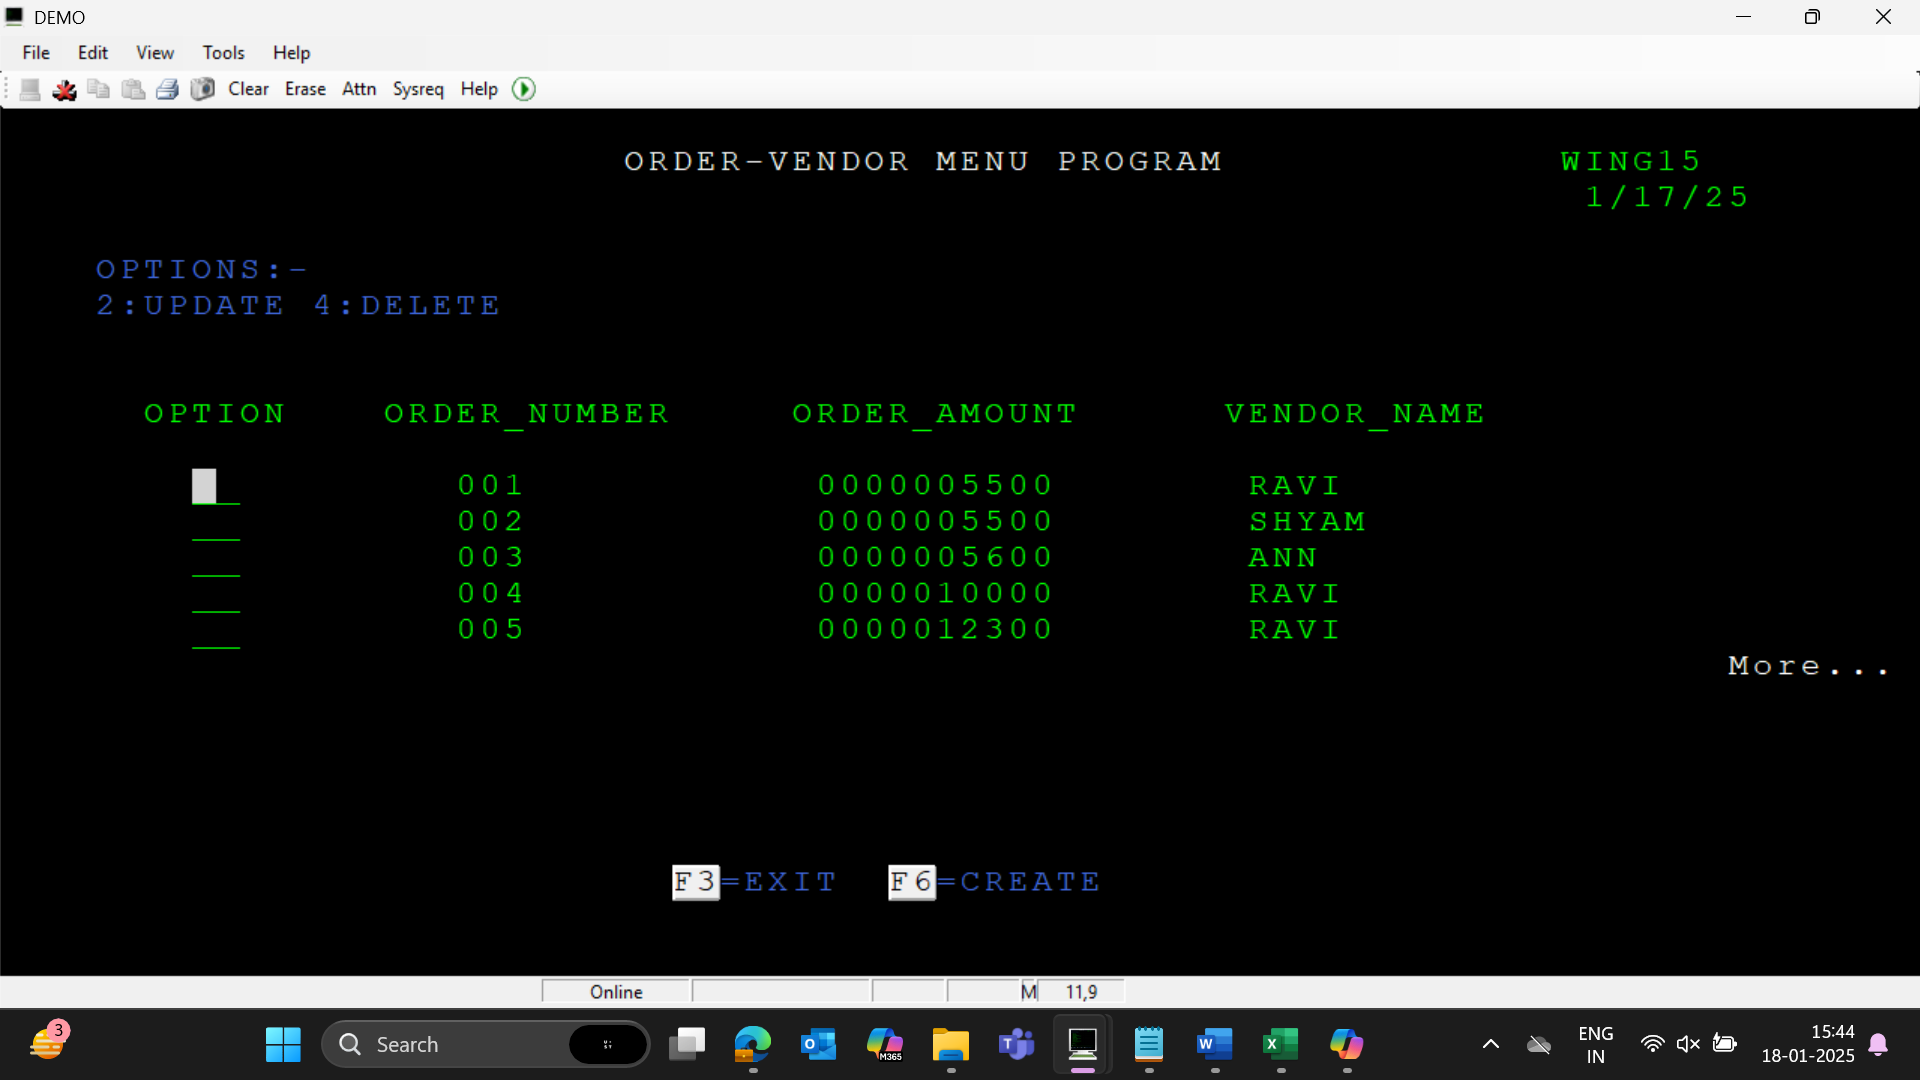 DEMO
File Edit View Tools Help
Clear Erase Attn Sysreq Help
ORDER-VENDOR MENU PROGRAM WING15
1/17/25
OPTIONS:-
2:UPDATE 4:DELETE
OPTION ORDER_NUMBER ORDER_AMOUNT VENDOR_NAME
001 0000005500 RAVI
002 0000005500 SHYAM
003 0000005600 ANN
004 0000010000 RAVI
005 0000012300 RAVI
More...
F3=EXIT F6=CREATE
Online M 11,9
3 Search M365 ENG 15:44
IN 18-01-2025